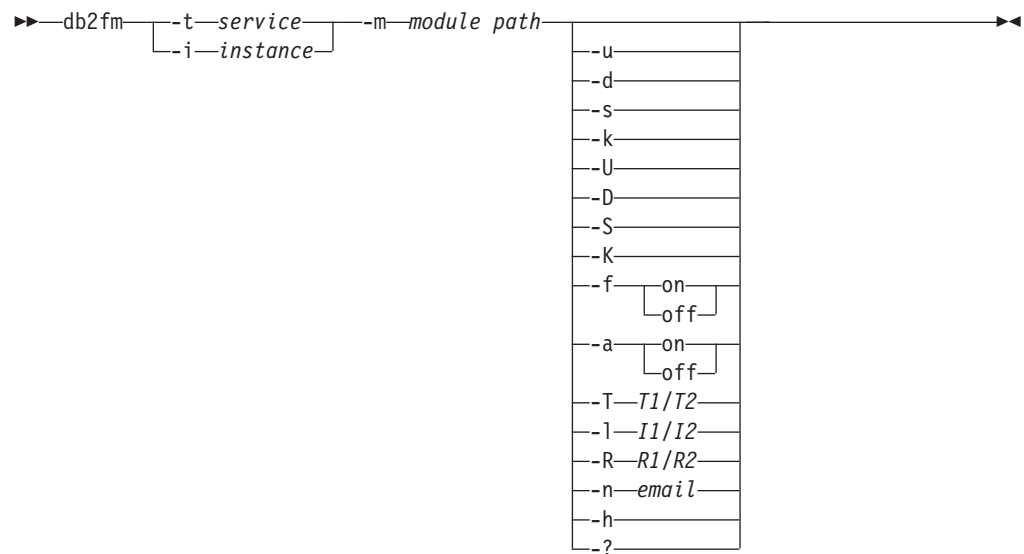 db2fm -t service -m module path
-i instance
-u
-d
-s
-k
-U
-D
-S
-K
-f on
off
-a on
off
-T T1/T2
-l I1/I2
-R R1/R2
-n email
-h
-?